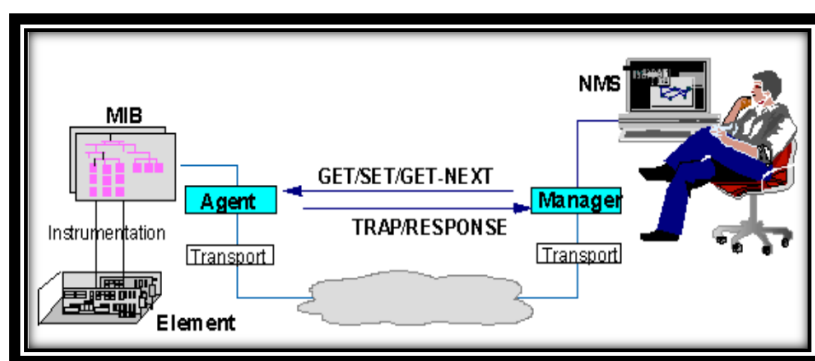 NMS
MIB
GET/SET/GET-NEXT
Agent
Manager
TRAP/RESPONSE
Instrumentation
Transport
Transport
Element